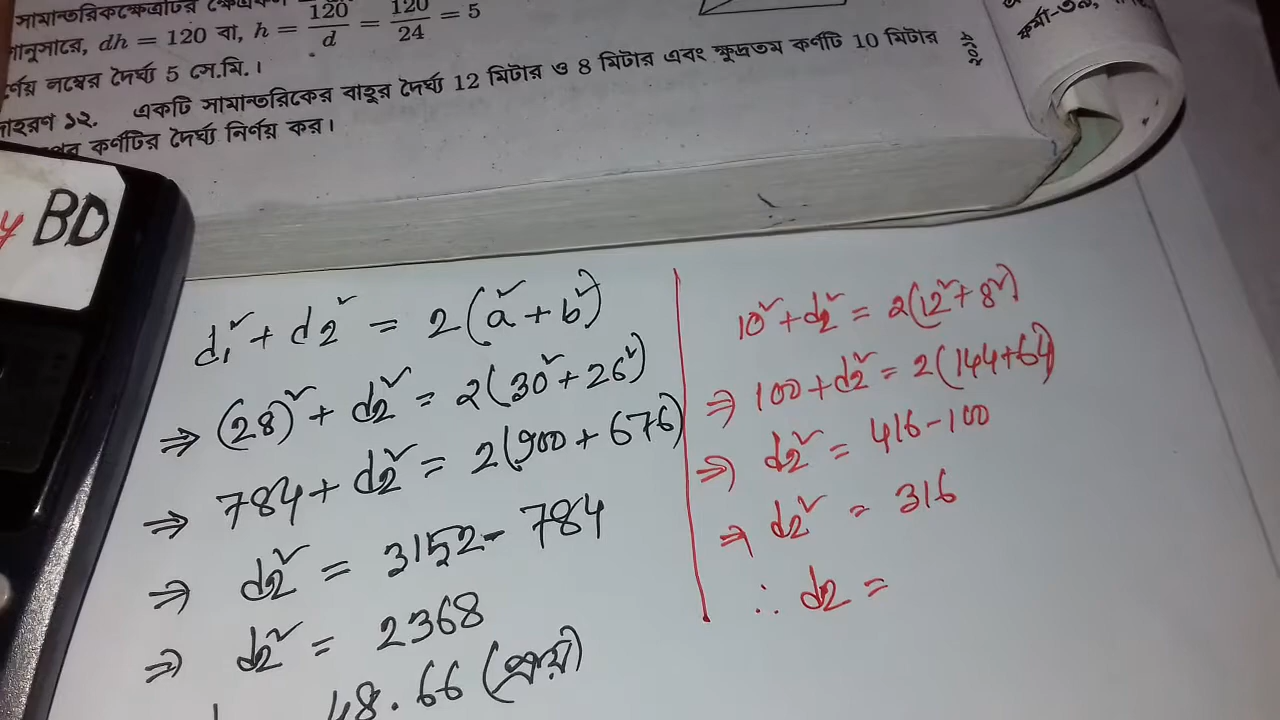 সামান্তরিকক্ষেত্রটির
নুসারে, dh = 120 বা, h = 120/d = 120/24 = 5
লম্বের দৈর্ঘ্য 5 সে.মি.।
হরণ ১২. একটি সামান্তরিকের বাহুর দৈর্ঘ্য 12 মিটার ও 8 মিটার এবং ক্ষুদ্রতম কর্ণটি 10 মিটার
কর্ণটির দৈর্ঘ্য নির্ণয় কর।
BD
d₁² + d2² = 2(a² + b²)
⇒ (28)² + d2² = 2(30² + 26²)
⇒ 784 + d2² = 2(900 + 676)
⇒ d2² = 3152 - 784
⇒ d2² = 2368
48.66 (প্রায়)
10² + d2² = 2(12² + 8²)
⇒ 100 + d2² = 2(144 + 64)
⇒ d2² = 416 - 100
⇒ d2² = 316
∴ d2 =